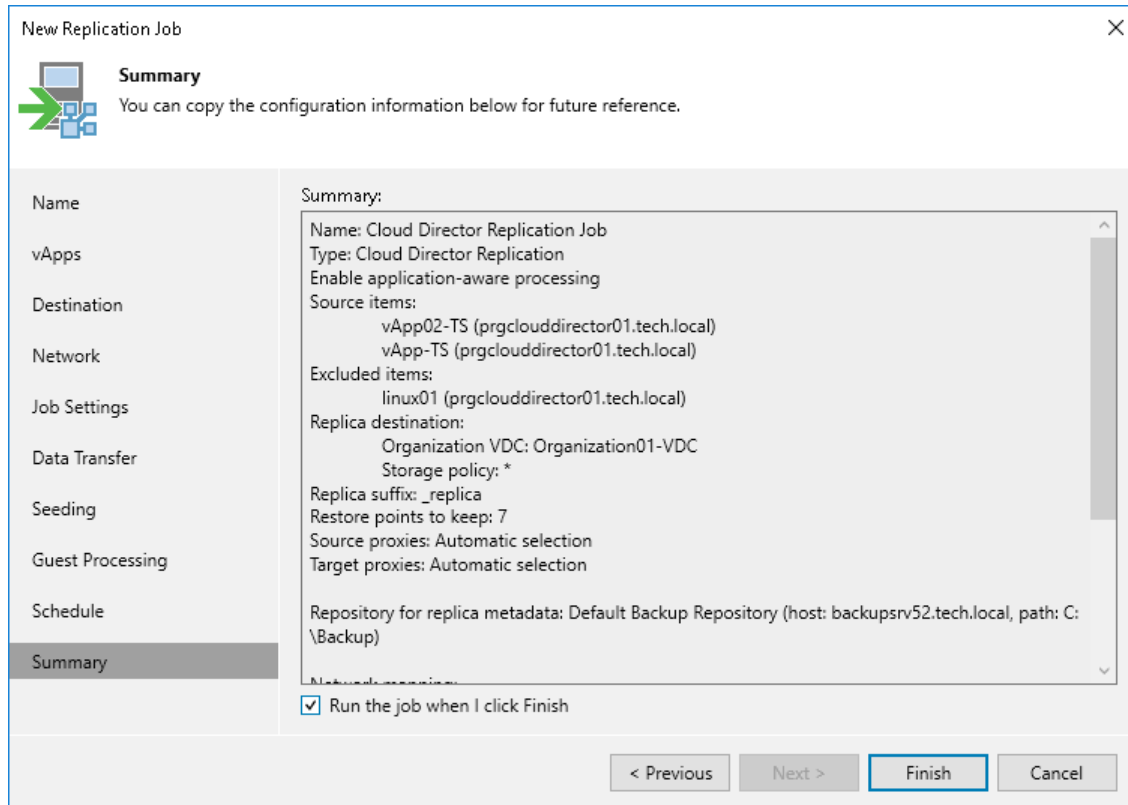 New Replication Job
Summary
You can copy the configuration information below for future reference.
Name
vApps
Destination
Network
Job Settings
Data Transfer
Seeding
Guest Processing
Schedule
Summary
Summary:
Name: Cloud Director Replication Job
Type: Cloud Director Replication
Enable application-aware processing
Source items:
vApp02-TS (prgclouddirector01.tech.local)
vApp-TS (prgclouddirector01.tech.local)
Excluded items:
linux01 (prgclouddirector01.tech.local)
Replica destination:
Organization VDC: Organization01-VDC
Storage policy: *
Replica suffix: _replica
Restore points to keep: 7
Source proxies: Automatic selection
Target proxies: Automatic selection
Repository for replica metadata: Default Backup Repository (host: backupsrv52.tech.local, path: C:
\Backup)
Network mapping:
Run the job when I click Finish
< Previous
Next >
Finish
Cancel